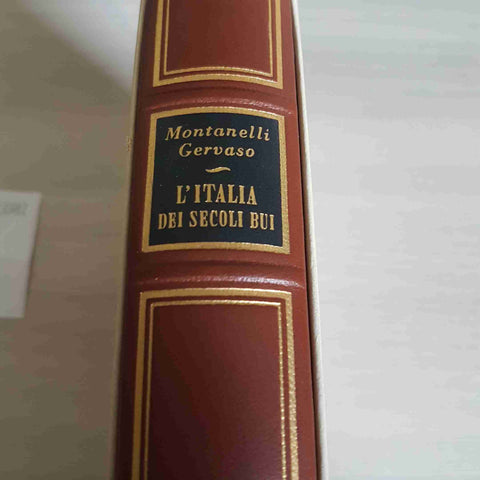 Montanelli
Gervaso
L'ITALIA
DEI SECOLI BUI